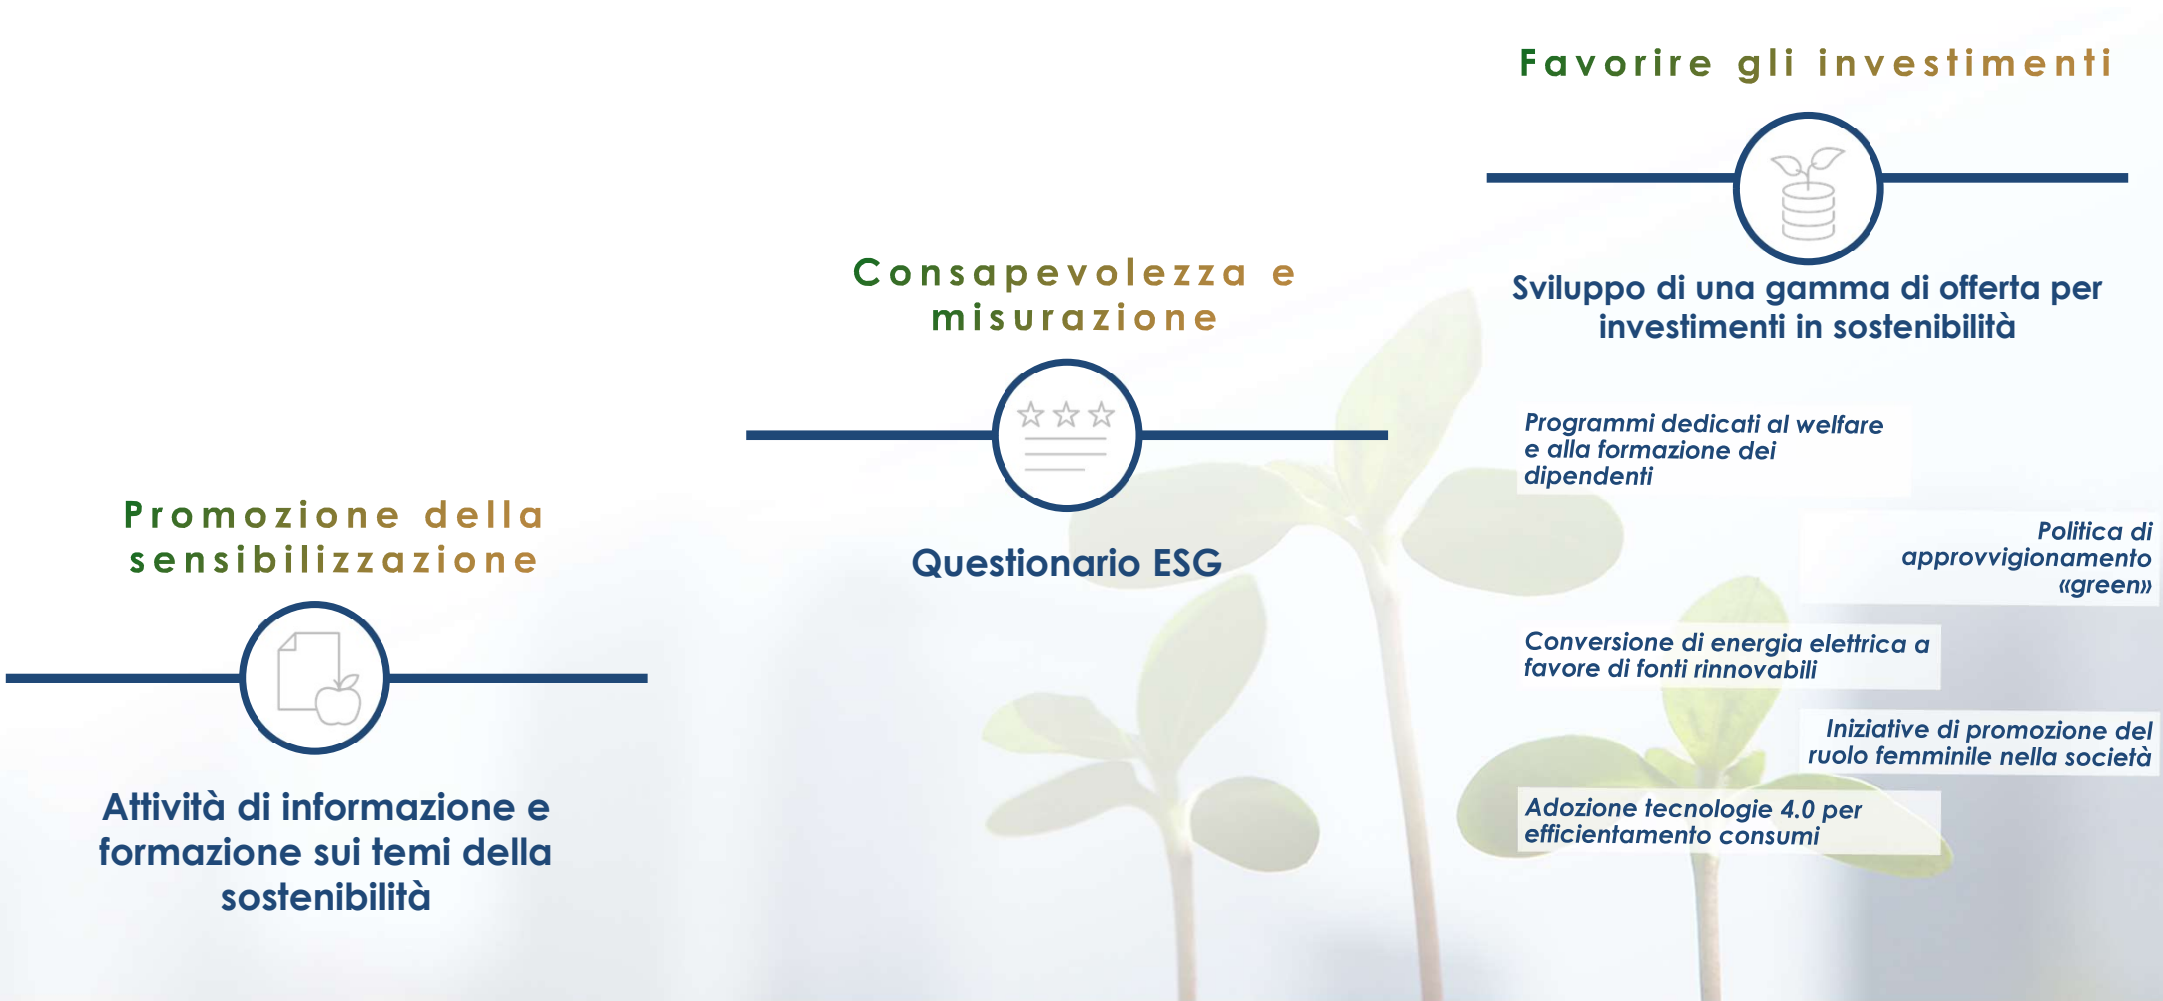 Promozione della
sensibilizzazione
Attività di informazione e
formazione sui temi della
sostenibilità
Consapevolezza e
misurazione
Questionario ESG
Favorire gli investimenti
Sviluppo di una gamma di offerta per
investimenti in sostenibilità
Programmi dedicati al welfare
e alla formazione dei
dipendenti
Politica di
approvvigionamento
«green»
Conversione di energia elettrica a
favore di fonti rinnovabili
Iniziative di promozione del
ruolo femminile nella società
Adozione tecnologie 4.0 per
efficientamento consumi